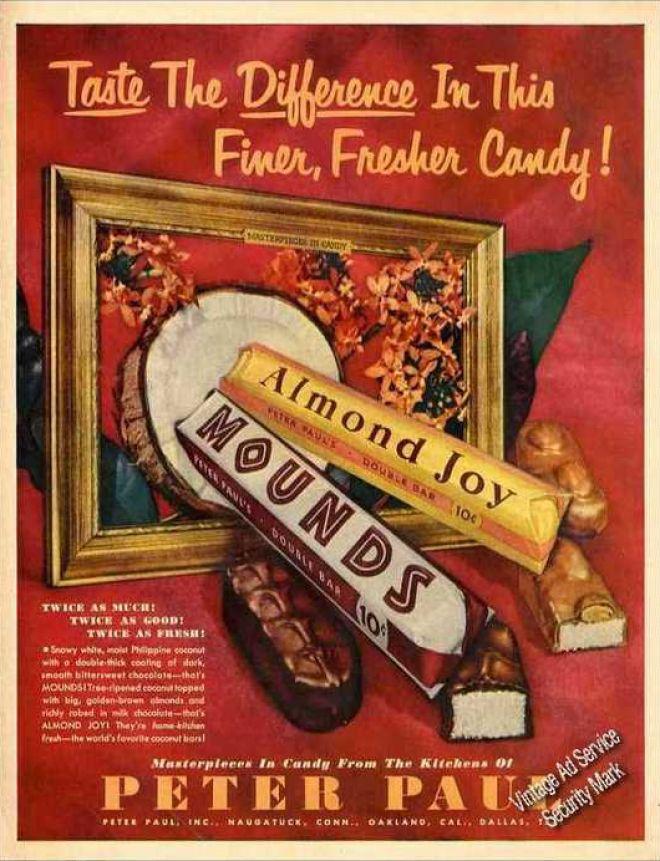 Taste The Difference In This
Finer, Fresher Candy!
MASTERPIECES IN CANDY
Almond Joy
PETER PAUL'S · DOUBLE BAR 10¢
MOUNDS
PETER PAUL'S · DOUBLE BAR 10¢
TWICE AS MUCH!
TWICE AS GOOD!
TWICE AS FRESH!
Snowy white, moist Philippine coconut
with a double-thick coating of dark,
smooth bittersweet chocolate—that's
MOUNDS! Tree-ripened coconut topped
with big, golden-brown almonds and
richly robed in milk chocolate—that's
ALMOND JOY! They're home-kitchen
fresh—the world's favorite coconut bars!
Masterpieces In Candy From The Kitchens Of
PETER PAUL
PETER PAUL, INC., NAUGATUCK, CONN., OAKLAND, CAL., DALLAS,
Vintage Ad Service
Security Mark